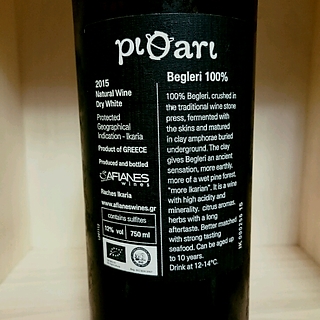 piθari
2015
Natural Wine
Dry White
Protected
Geographical
Indication - Ikaria
Product of GREECE
Produced and bottled
AFIANES
wines
Raches Ikaria
www.afianeswines.gr
contains sulfites
12% vol
750 ml
Begleri 100%
100% Begleri, crushed in
the traditional wine stone
press, fermented with
the skins and matured
in clay amphorae buried
underground. The clay
gives Begleri an ancient
sensation, more earthy.
more of a wet pine forest,
"more Ikarian". It is a wine
with high acidity and
minerality. citrus aromas,
herbs with a long
aftertaste. Better matched
with strong tasting
seafood. Can be aged up
to 10 years.
Drink at 12-14°C.